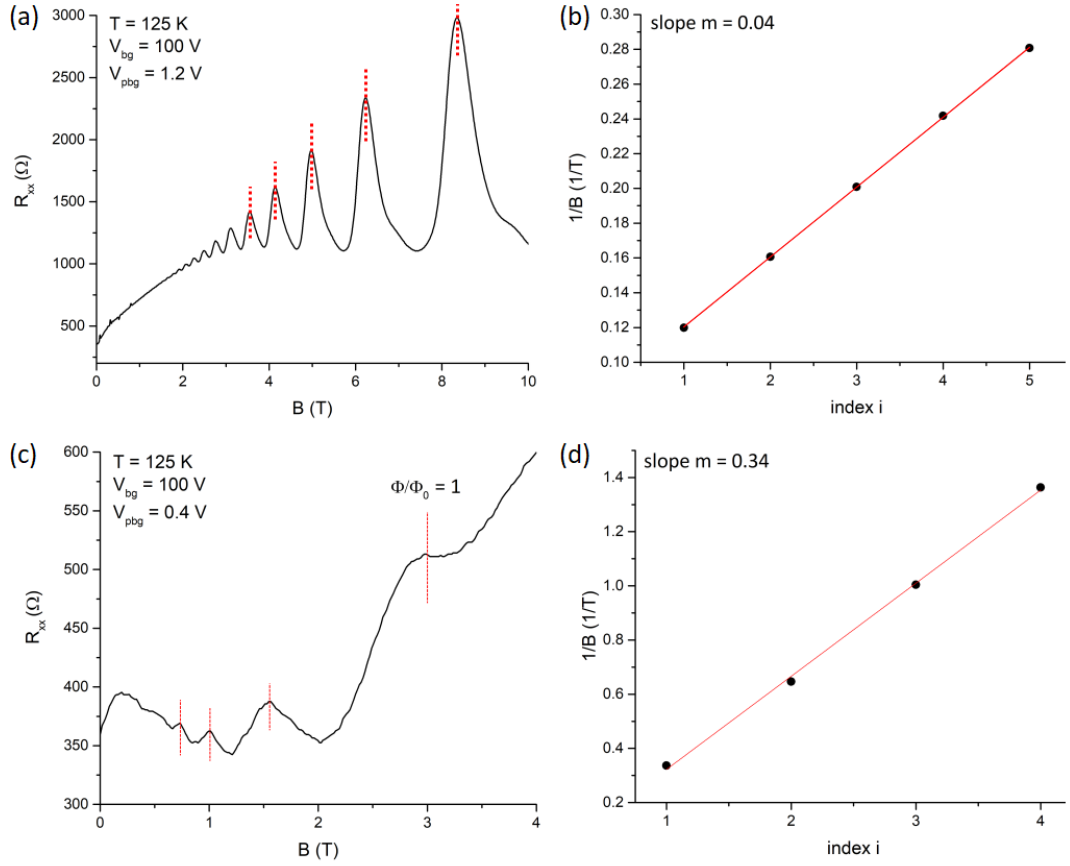 (a)
T = 125 K
V_bg = 100 V
V_pbg = 1.2 V
3000
2500
2000
1500
1000
500
R_xx (Ω)
0 2 4 6 8 10
B (T)
(b)
slope m = 0.04
0.30
0.28
0.26
0.24
0.22
0.20
0.18
0.16
0.14
0.12
0.10
1/B (1/T)
1 2 3 4 5
index i
(c)
T = 125 K
V_bg = 100 V
V_pbg = 0.4 V
Φ/Φ_0 = 1
600
550
500
450
400
350
300
R_xx (Ω)
0 1 2 3 4
B (T)
(d)
slope m = 0.34
1.4
1.2
1.0
0.8
0.6
0.4
0.2
1/B (1/T)
1 2 3 4
index i